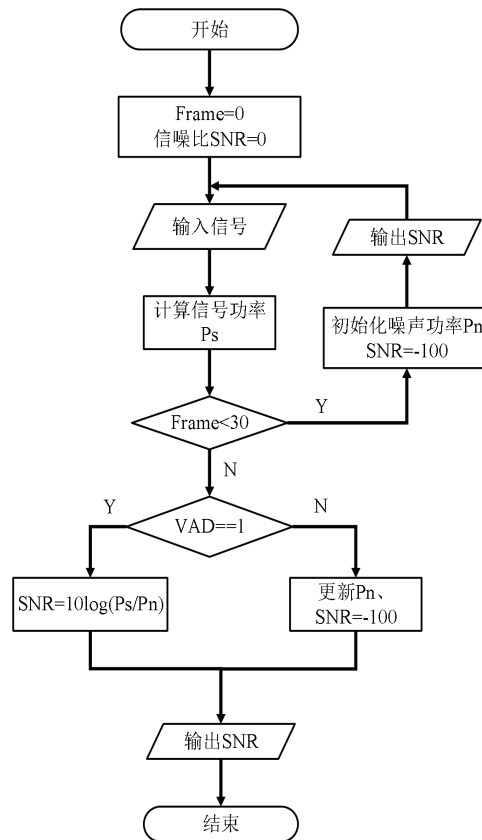 开始
Frame=0
信噪比SNR=0
输入信号
输出SNR
计算信号功率
Ps
初始化噪声功率Pn
SNR=-100
Frame<30
Y
N
Y
N
VAD==1
SNR=10log(Ps/Pn)
更新Pn、
SNR=-100
输出SNR
结束